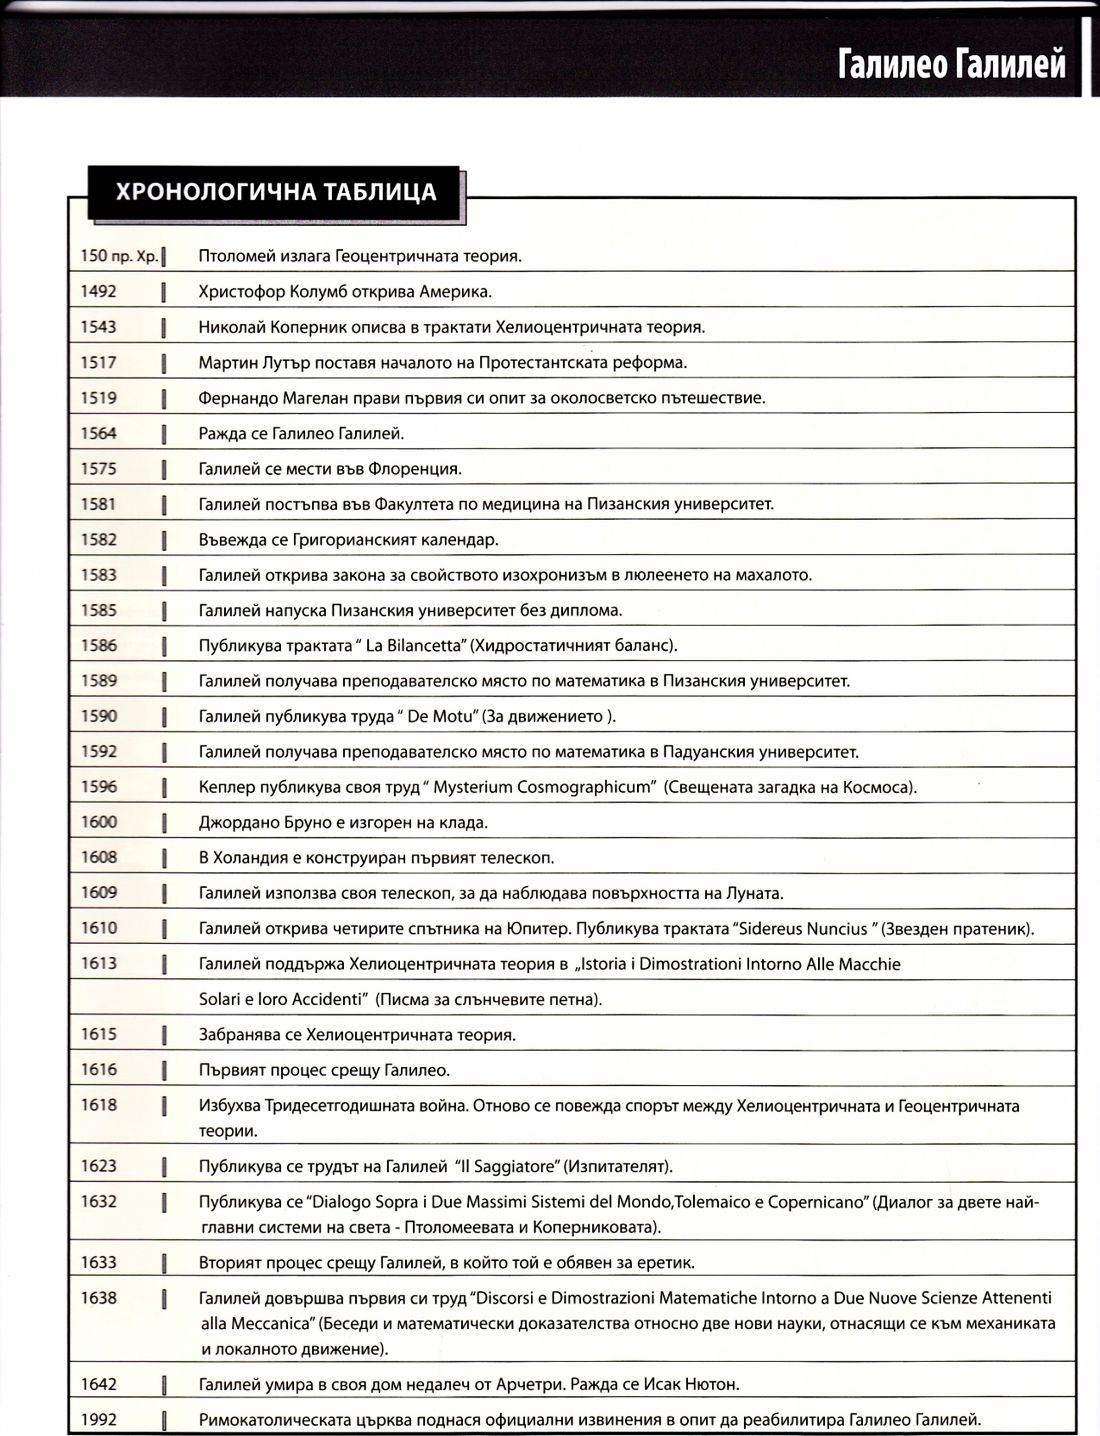 Галилео Галилей
ХРОНОЛОГИЧНА ТАБЛИЦА
150 пр. Хр. Птоломей излага Геоцентричната теория.
1492 Христофор Колумб открива Америка.
1543 Николай Коперник описва в трактати Хелиоцентричната теория.
1517 Мартин Лутър поставя началото на Протестантската реформа.
1519 Фернандо Магелан прави първия си опит за околосветско пътешествие.
1564 Ражда се Галилео Галилей.
1575 Галилей се мести във Флоренция.
1581 Галилей постъпва във Факултета по медицина на Пизанския университет.
1582 Въвежда се Григорианският календар.
1583 Галилей открива закона за свойството изохронизъм в люлеенето на махалото.
1585 Галилей напуска Пизанския университет без диплома.
1586 Публикува трактата “ La Bilancetta” (Хидростатичният баланс).
1589 Галилей получава преподавателско място по математика в Пизанския университет.
1590 Галилей публикува труда “ De Motu” (За движението ).
1592 Галилей получава преподавателско място по математика в Падуанския университет.
1596 Кеплер публикува своя труд “ Mysterium Cosmographicum” (Свещената загадка на Космоса).
1600 Джордано Бруно е изгорен на клада.
1608 В Холандия е конструиран първият телескоп.
1609 Галилей използва своя телескоп, за да наблюдава повърхността на Луната.
1610 Галилей открива четирите спътника на Юпитер. Публикува трактата “Sidereus Nuncius ” (Звезден пратеник).
1613 Галилей поддържа Хелиоцентричната теория в „Istoria i Dimostrationi Intorno Alle Macchie
Solari e loro Accidenti” (Писма за слънчевите петна).
1615 Забранява се Хелиоцентричната теория.
1616 Първият процес срещу Галилео.
1618 Избухва Тридесетгодишната война. Отново се повежда спорът между Хелиоцентричната и Геоцентричната
теории.
1623 Публикува се трудът на Галилей “Il Saggiatore” (Изпитателят).
1632 Публикува се “Dialogo Sopra i Due Massimi Sistemi del Mondo,Tolemaico e Copernicano” (Диалог за двете най-
главни системи на света - Птоломеевата и Коперниковата).
1633 Вторият процес срещу Галилей, в който той е обявен за еретик.
1638 Галилей довършва първия си труд “Discorsi e Dimostrazioni Matematiche Intorno a Due Nuove Scienze Attenenti
alla Meccanica” (Беседи и математически доказателства относно две нови науки, отнасящи се към механиката
и локалното движение).
1642 Галилей умира в своя дом недалеч от Арчетри. Ражда се Исак Нютон.
1992 Римокатолическата църква поднася официални извинения в опит да реабилитира Галилео Галилей.